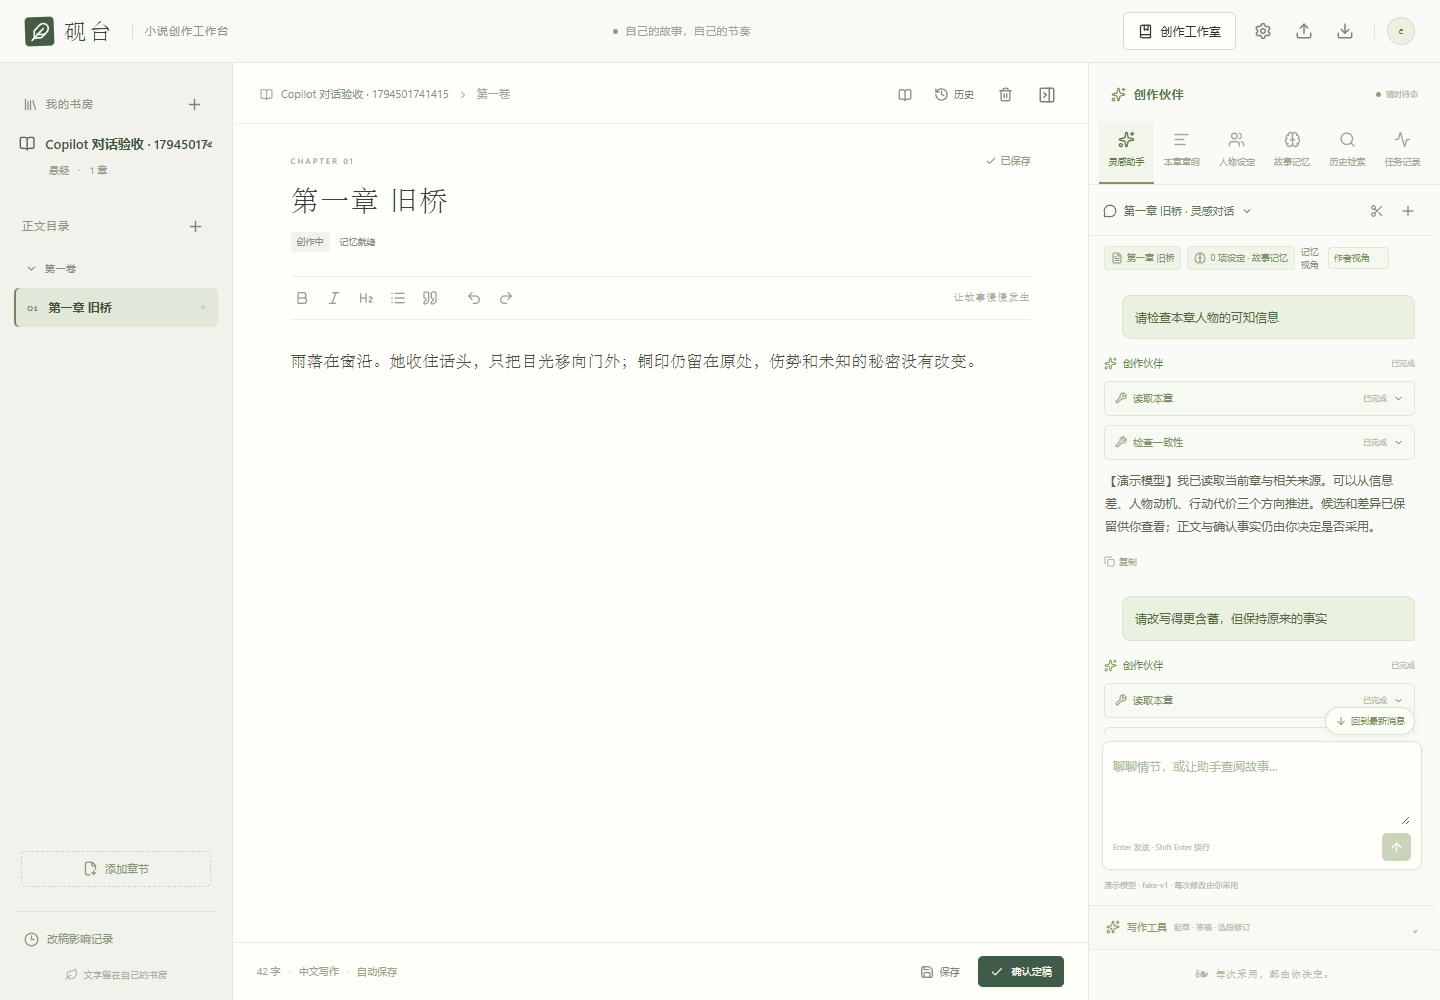 砚台
小说创作工作台
自己的故事，自己的节奏
创作工作室
e
我的书房
Copilot 对话验收 · 1794501741415
第一卷
历史
创作伙伴
随时待命
Copilot 对话验收 · 1794501
悬疑 · 1 章
正文目录
第一卷
01 第一章 旧桥
添加章节
改稿影响记录
文字留在自己的书房
CHAPTER 01
已保存
第一章 旧桥
创作中
记忆就绪
B I H2
让故事慢慢发生
雨落在窗沿。她收住话头，只把目光移向门外；铜印仍留在原处，伤势和未知的秘密没有改变。
42 字 · 中文写作 · 自动保存
保存
确认定稿
灵感助手
本章章纲
人物设定
故事记忆
历史检索
任务记录
第一章 旧桥 · 灵感对话
第一章 旧桥
0 项设定 · 故事记忆
记忆
视角
作者视角
请检查本章人物的可知信息
创作伙伴
已完成
读取本章
已完成
检查一致性
已完成
【演示模型】我已读取当前章与相关来源。可以从信息
差、人物动机、行动代价三个方向推进。候选和差异已保
留供你查看；正文与确认事实仍由你决定是否采用。
复制
请改写得更含蓄，但保持原来的事实
创作伙伴
已完成
读取本章
已完成
回到最新消息
聊聊情节，或让助手查阅故事...
Enter 发送 · Shift Enter 换行
演示模型 · fake-v1 · 每次修改由你采用
写作工具
起草 · 审稿 · 选段修订
每次采用，都由你决定。